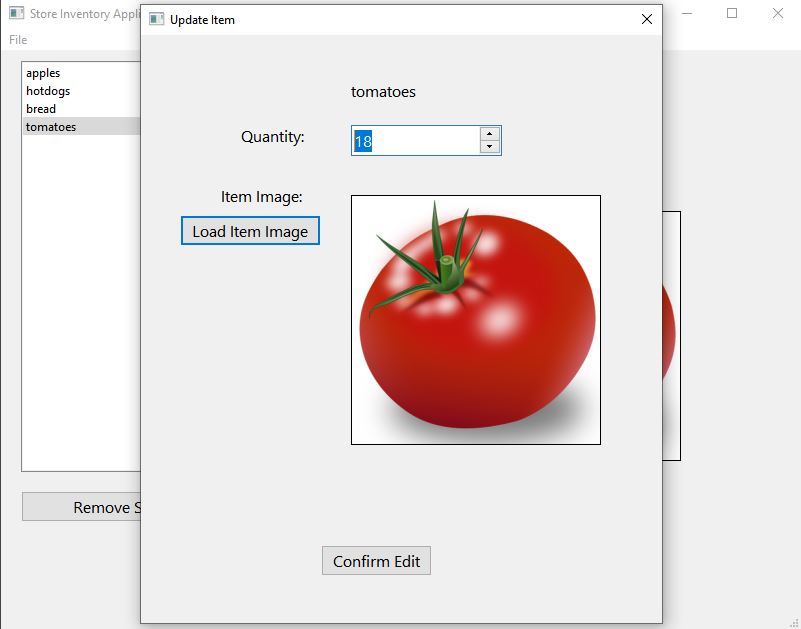 Store Inventory Appli
Update Item
File
apples
hotdogs
bread
tomatoes
tomatoes
Quantity:
18
Item Image:
Load Item Image
Remove S
Confirm Edit